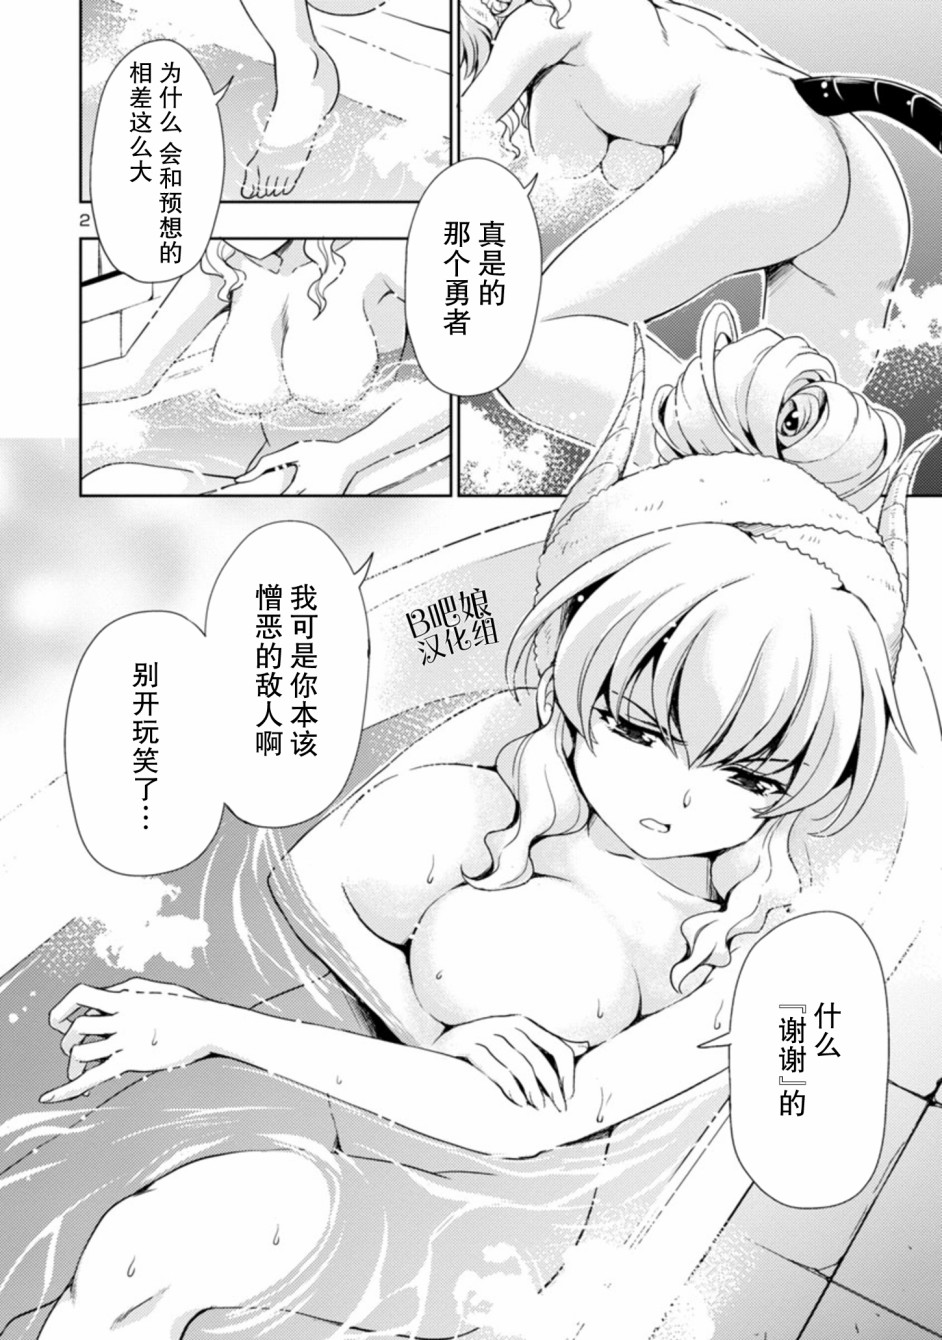 真是的
那个勇者
为什么 会和预想的
相差这么大
2
我可是你本该
憎恶的敌人啊
别开玩笑了…
B吧娘
汉化组
什么
『谢谢』的